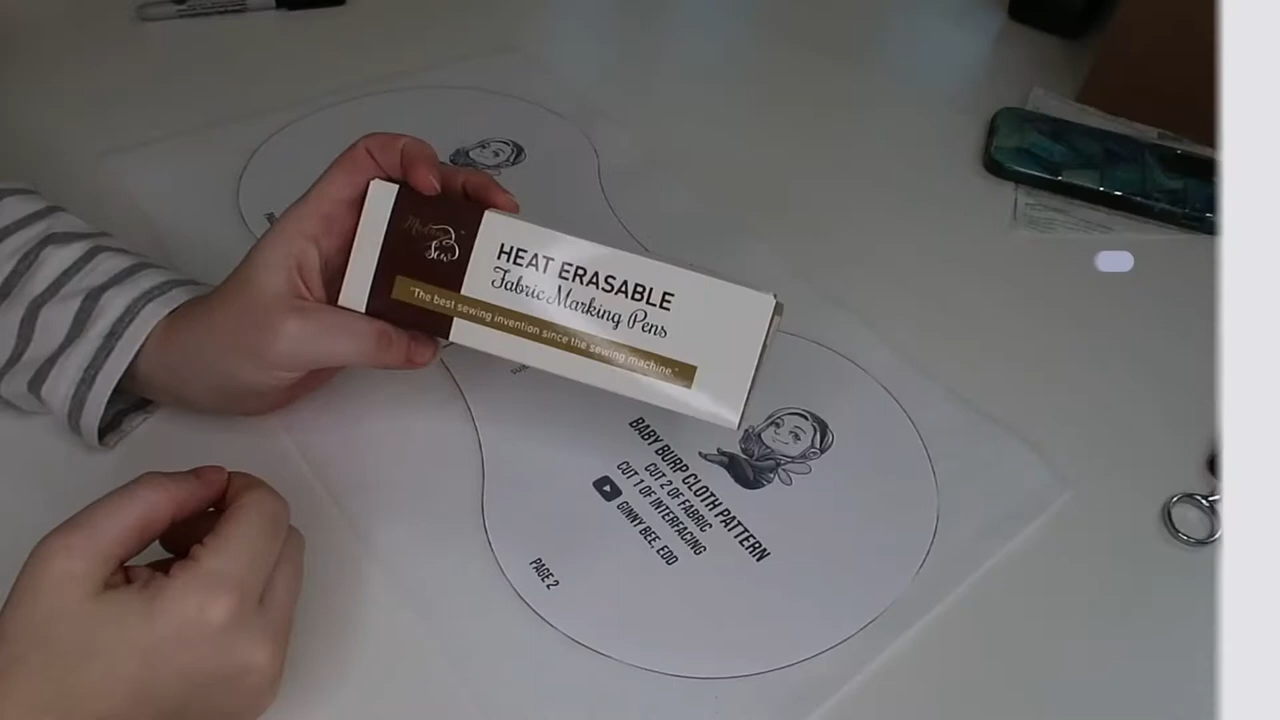 Madam
Sew
HEAT ERASABLE
Fabric Marking Pens
"The best sewing invention since the sewing machine."
BABY BURP CLOTH PATTERN
CUT 2 OF FABRIC
CUT 1 OF INTERFACING
GINNY BEE, EDD
PAGE 2